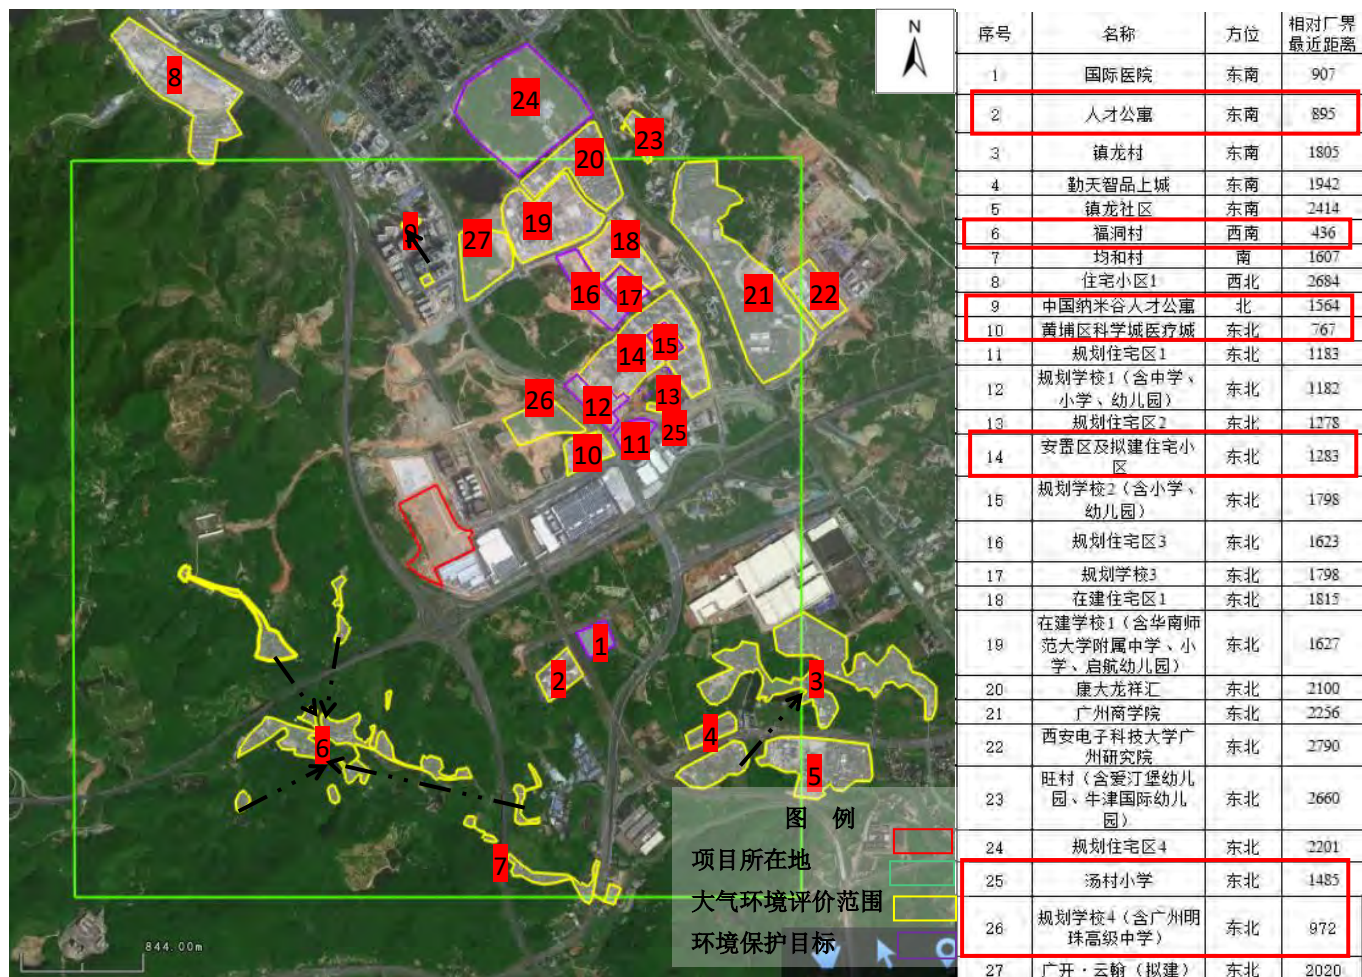 N
8
24
23
20
19
9
27
18
16
17
21
22
15
14
26
12
13
11
25
10
1
2
3
4
6
5
7
图 例
项目所在地
大气环境评价范围
环境保护目标
844.00m
序号 名称 方位 相对厂界
最近距离
1 国际医院 东南 907
2 人才公寓 东南 895
3 镇龙村 东南 1805
4 勤天智品上城 东南 1942
5 镇龙社区 东南 2414
6 福洞村 西南 436
7 均和村 南 1607
8 住宅小区1 西北 2684
9 中国纳米谷人才公寓 北 1564
10 黄埔区科学城医疗城 东北 767
11 规划住宅区1 东北 1183
12 规划学校1（含中学、
小学、幼儿园） 东北 1182
13 规划住宅区2 东北 1278
14 安置区及拟建住宅小
区 东北 1283
15 规划学校2（含小学、
幼儿园） 东北 1798
16 规划住宅区3 东北 1623
17 规划学校3 东北 1798
18 在建住宅区1 东北 1815
19 在建学校1（含华南师
范大学附属中学、小
学、启航幼儿园） 东北 1627
20 康大龙祥汇 东北 2100
21 广州商学院 东北 2256
22 西安电子科技大学广
州研究院 东北 2790
23 旺村（含爱汀堡幼儿
园、牛津国际幼儿
园） 东北 2660
24 规划住宅区4 东北 2201
25 汤村小学 东北 1485
26 规划学校4（含广州明
珠高级中学） 东北 972
27 广开·云翰（拟建） 东北 2020